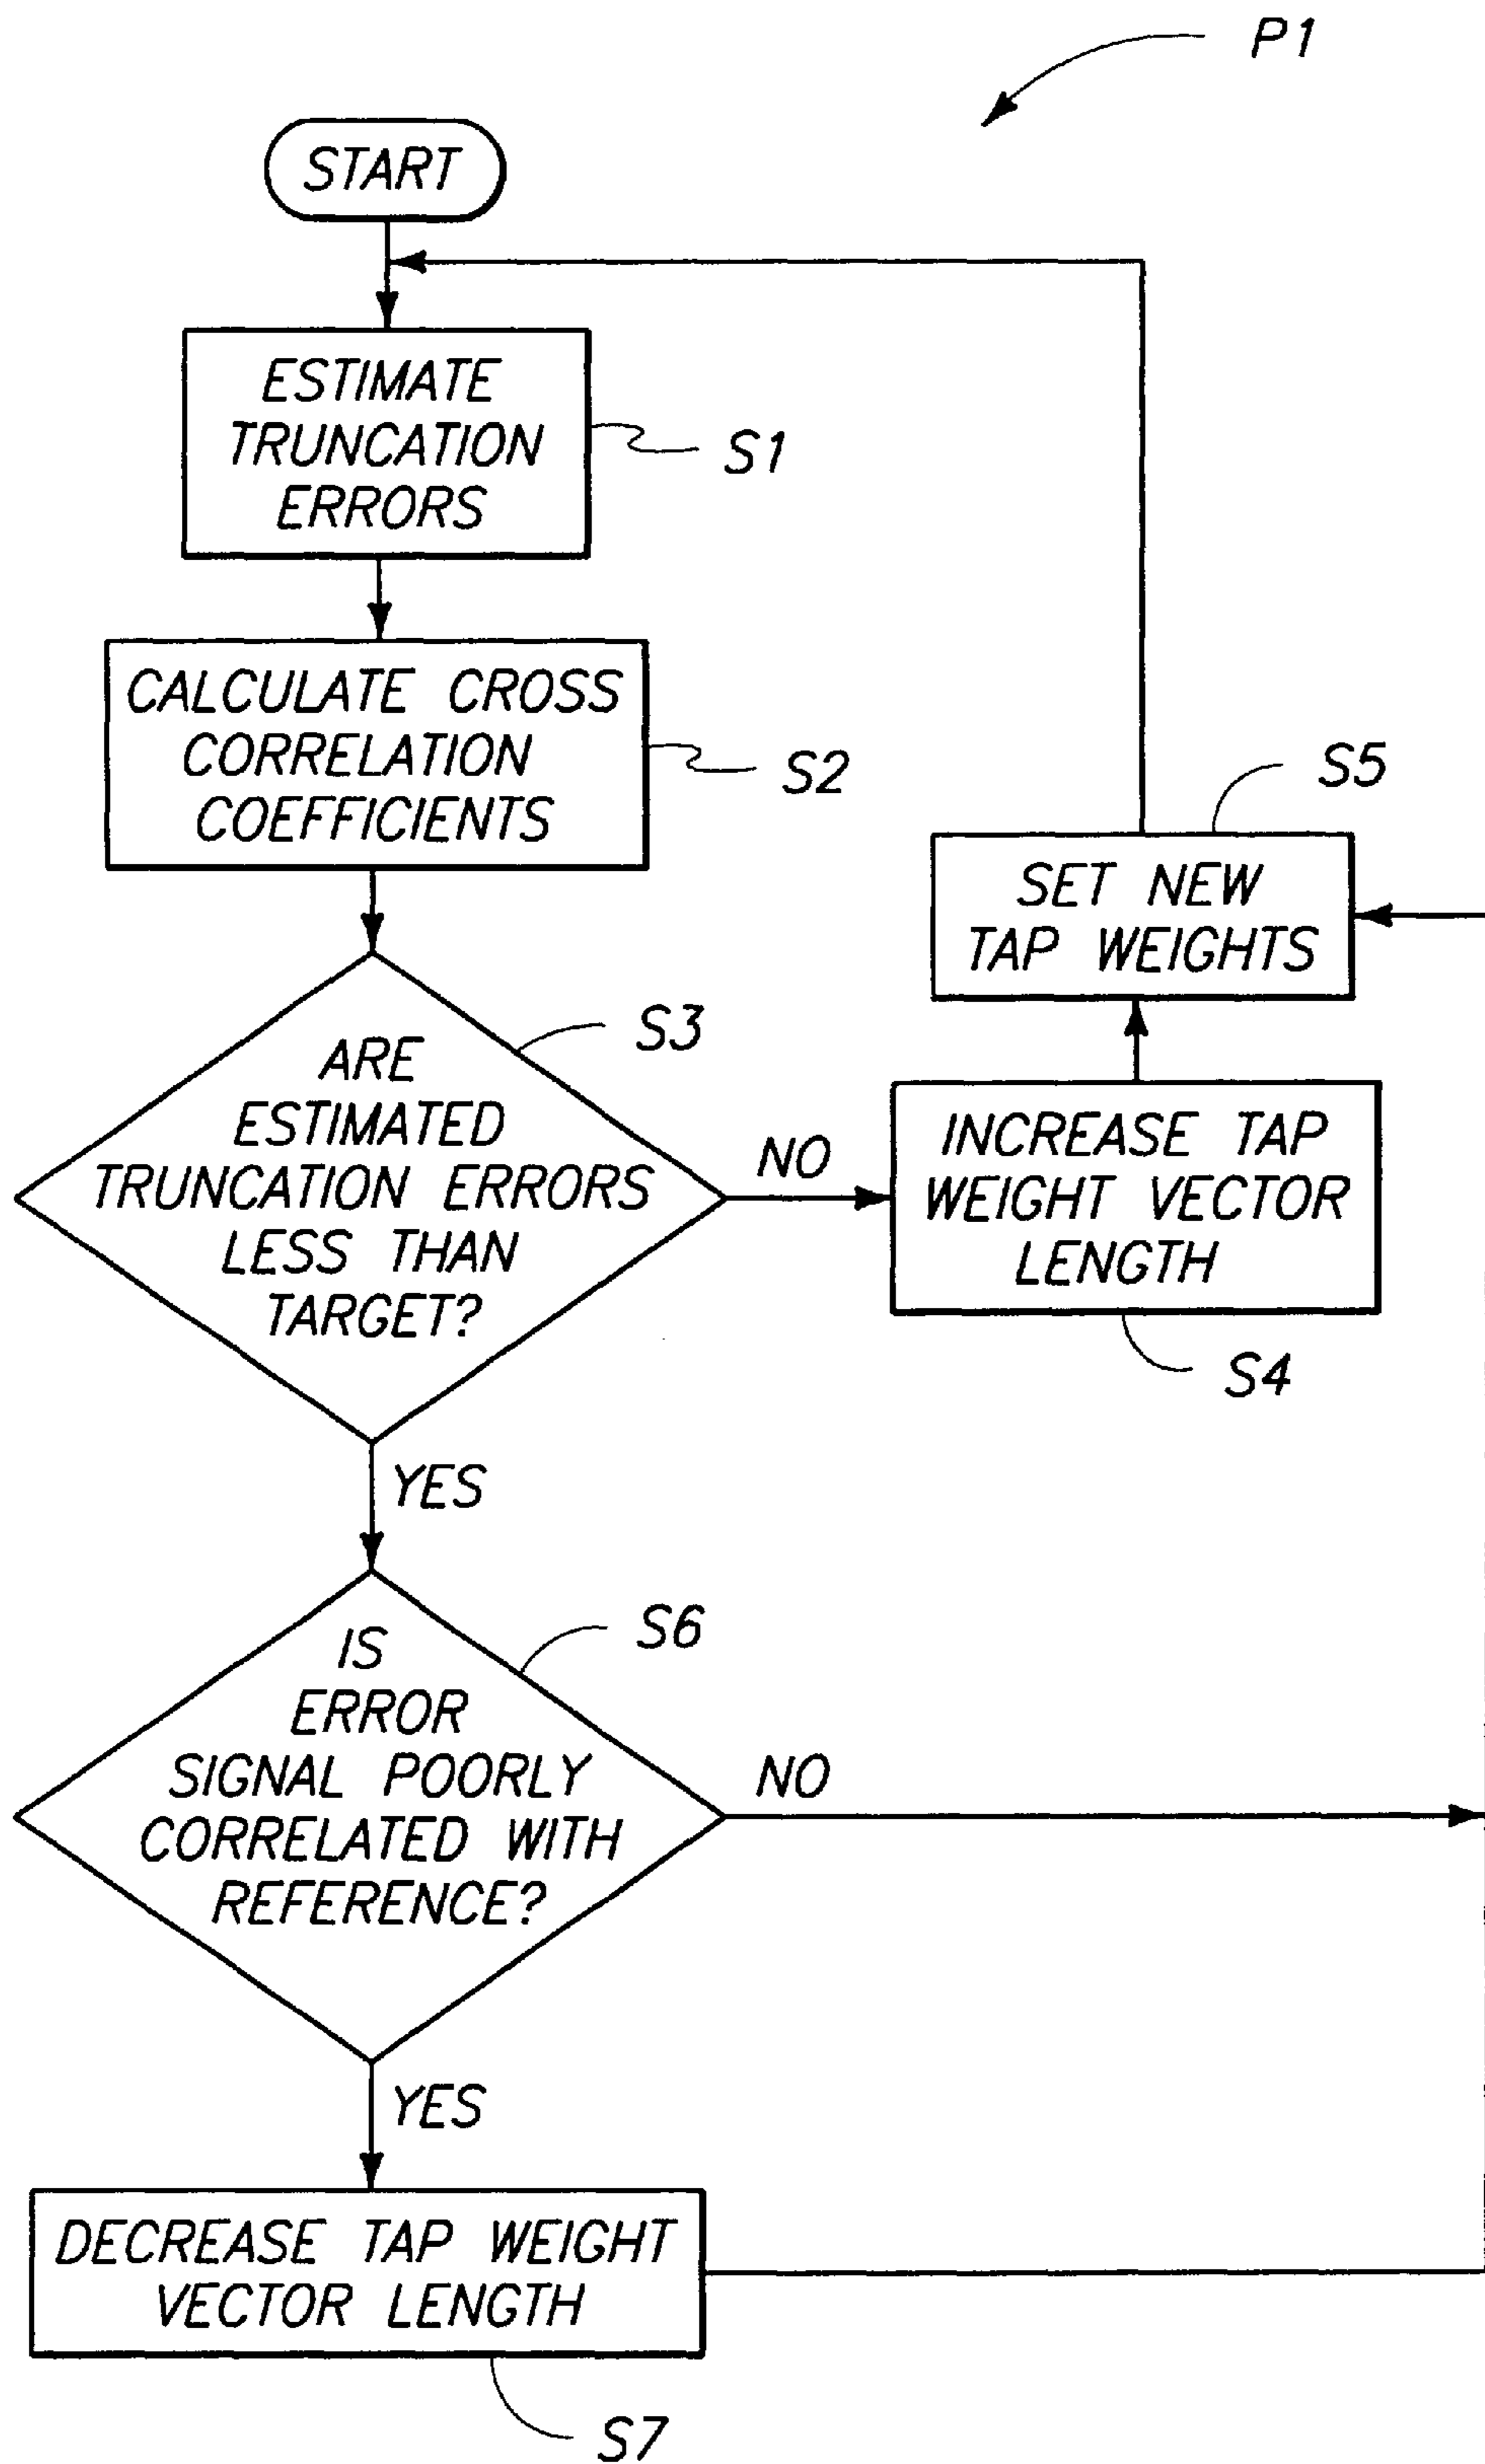 P1
START
ESTIMATE
TRUNCATION
ERRORS
S1
CALCULATE CROSS
CORRELATION
COEFFICIENTS
S2
S5
SET NEW
TAP WEIGHTS
S3
ARE
ESTIMATED
TRUNCATION ERRORS
LESS THAN
TARGET?
NO
INCREASE TAP
WEIGHT VECTOR
LENGTH
S4
YES
S6
IS
ERROR
SIGNAL POORLY
CORRELATED WITH
REFERENCE?
NO
YES
DECREASE TAP WEIGHT
VECTOR LENGTH
S7